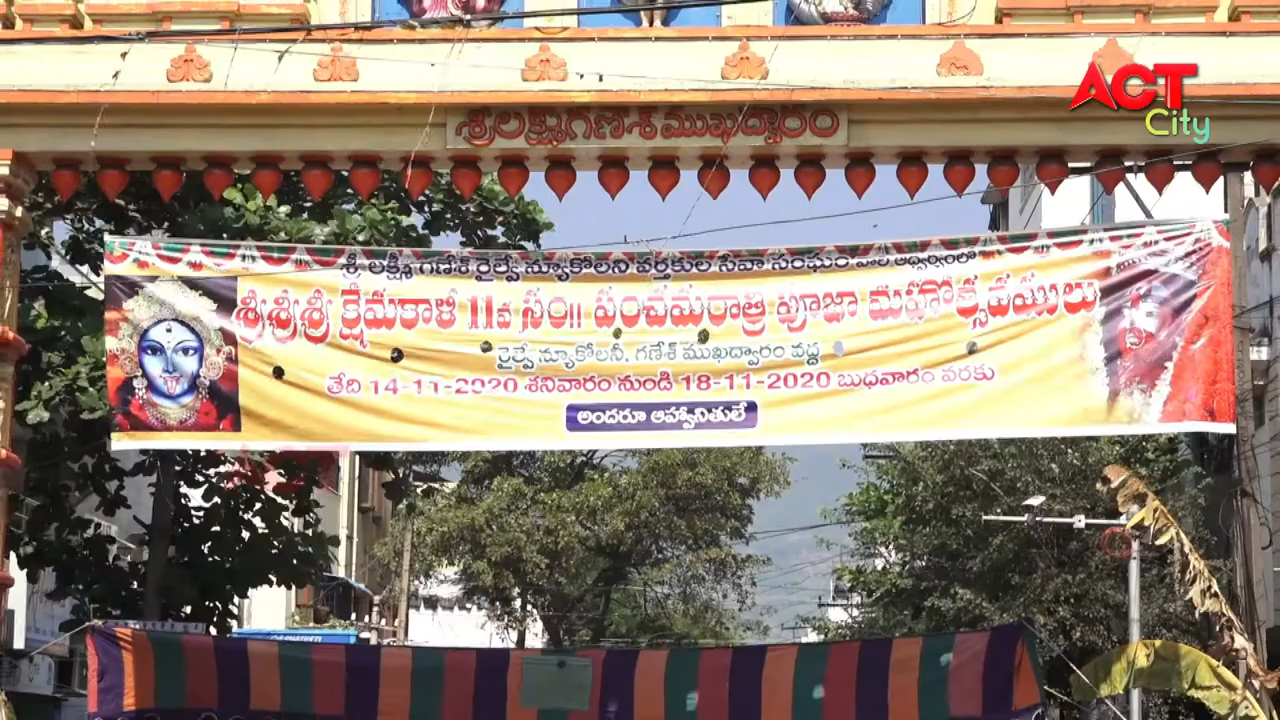 ACT
City
శ్రీలక్ష్మిగణేశ ముఖద్వారం
శ్రీ లక్ష్మీ గణేశ్ రైల్వే న్యూకోలని వర్తకుల సేవా సంఘం వారి ఆధ్వర్యంలో
శ్రీశ్రీశ్రీ క్షేమకాళీ 11వ సం॥ పంచమరాత్రి పూజా మహోత్సవములు
రైల్వే న్యూకోలనీ, గణేశ్ ముఖద్వారం వద్ద
తేది 14-11-2020 శనివారం నుండి 18-11-2020 బుధవారం వరకు
అందరూ ఆహ్వానితులే